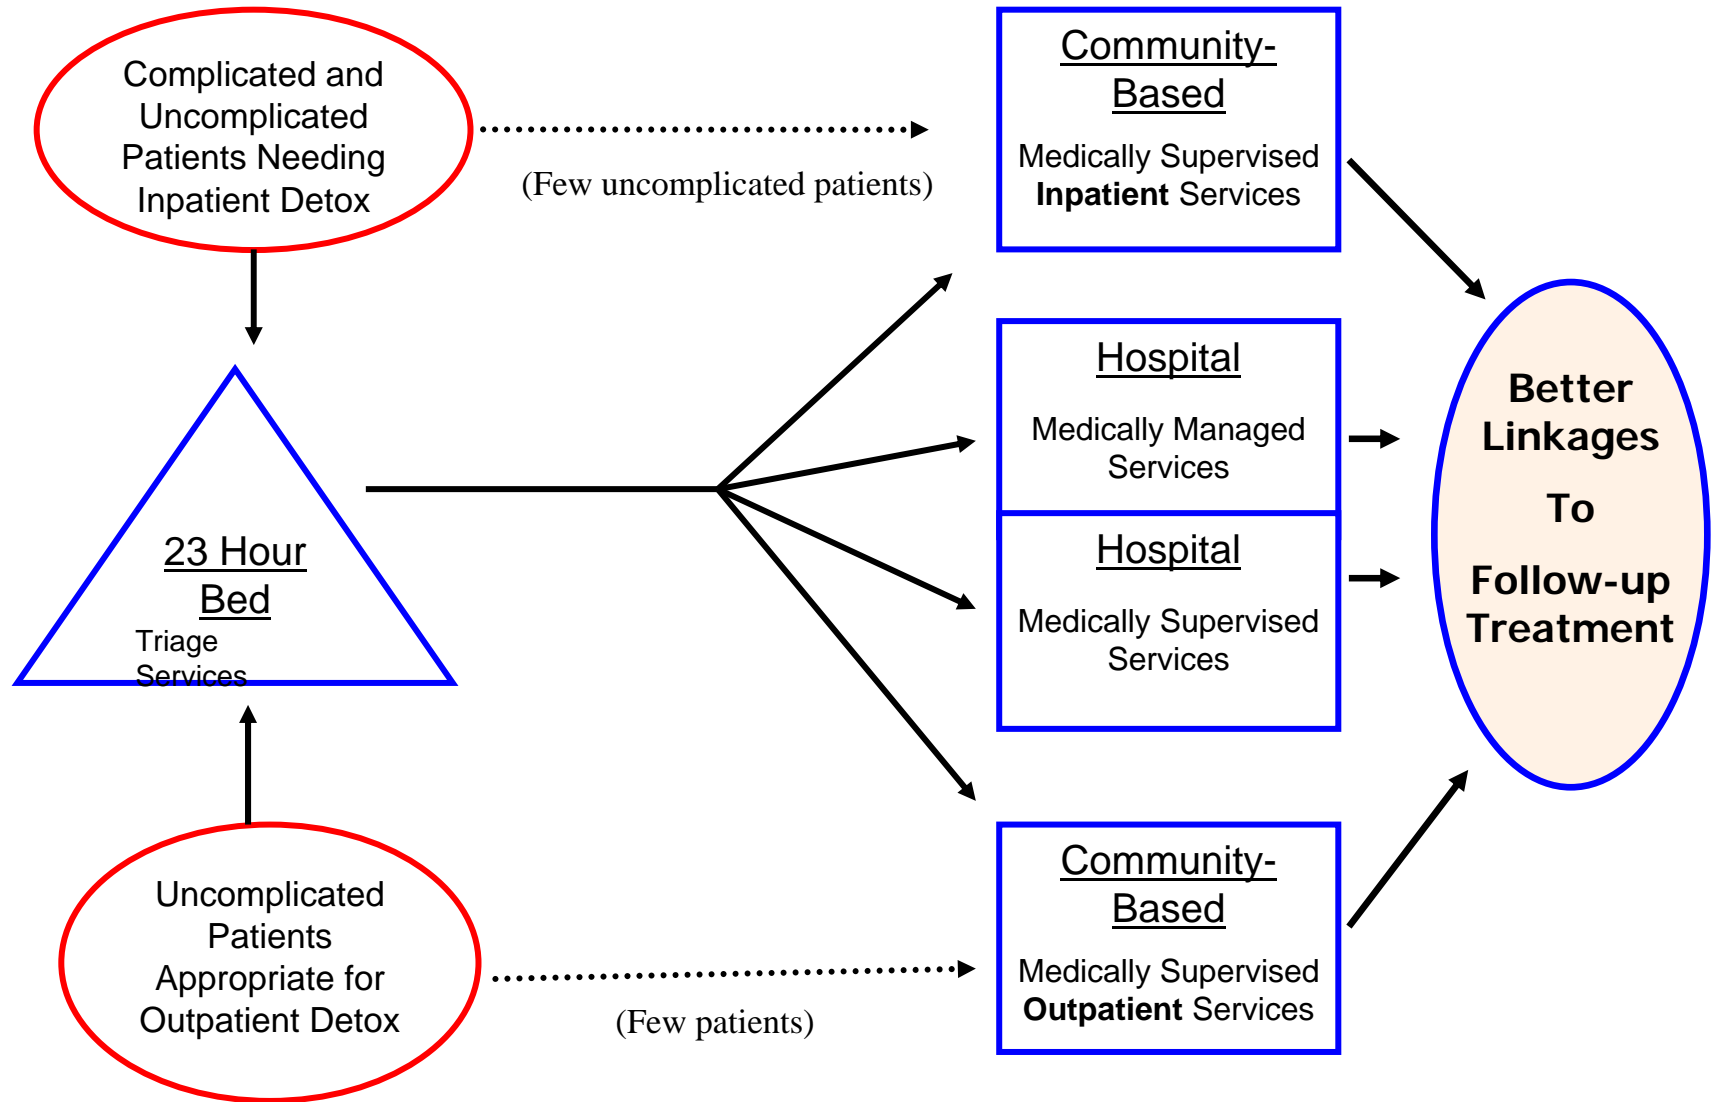 Complicated and
Uncomplicated
Patients Needing
Inpatient Detox
(Few uncomplicated patients)
Community-
Based
Medically Supervised
Inpatient Services
23 Hour
Bed
Triage
Services
Hospital
Medically Managed
Services
Hospital
Medically Supervised
Services
Better
Linkages
To
Follow-up
Treatment
Uncomplicated
Patients
Appropriate for
Outpatient Detox
(Few patients)
Community-
Based
Medically Supervised
Outpatient Services